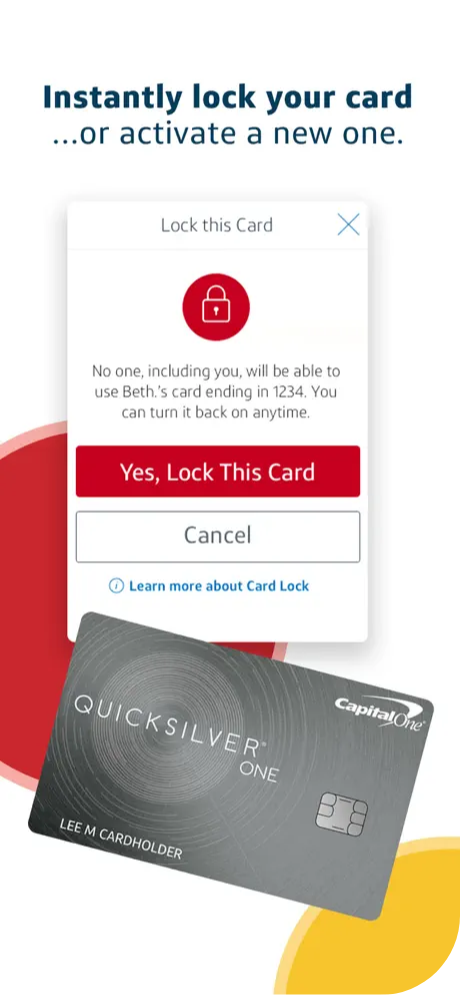 Instantly lock your card
...or activate a new one.
Lock this Card
No one, including you, will be able to
use Beth.'s card ending in 1234. You
can turn it back on anytime.
Yes, Lock This Card
Cancel
Learn more about Card Lock
CapitalOne®
QUICKSILVER®
ONE
LEE M CARDHOLDER